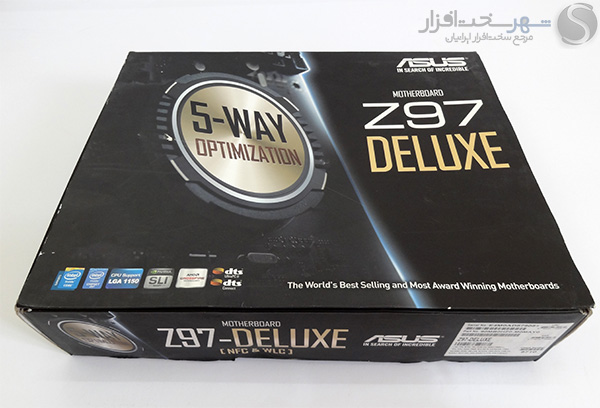 شهر سخت‌افزار
مرجع سخت‌افزار ایرانیان
ASUS
IN SEARCH OF INCREDIBLE
MOTHERBOARD
Z97
DELUXE
5-WAY
OPTIMIZATION
CPU Support
LGA 1150
SLI
dts
dts
Connect
The World's Best Selling and Most Award Winning Motherboards
MOTHERBOARD
Z97-DELUXE
[ NFC & WLC ]
ASUS
IN SEARCH OF INCREDIBLE
Z97-DELUXE